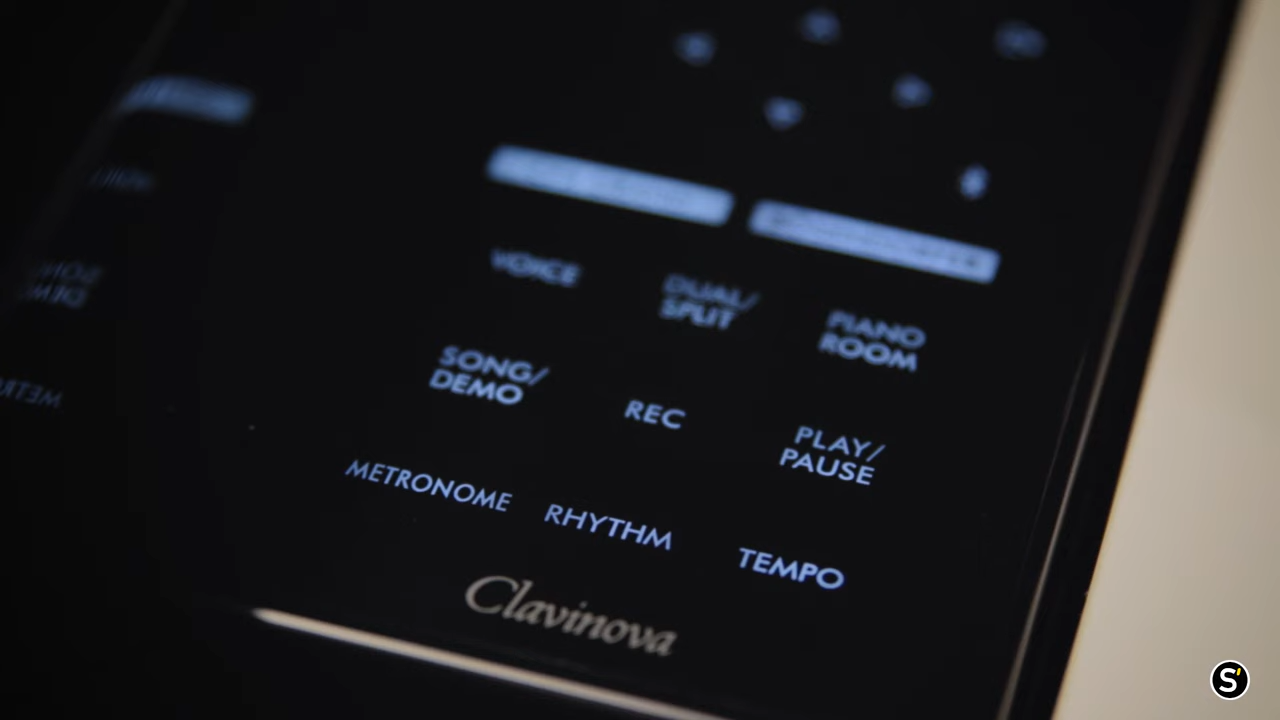 VOICE
DUAL/
SPLIT
PIANO
ROOM
SONG/
DEMO
REC
PLAY/
PAUSE
METRONOME
RHYTHM
TEMPO
Clavinova
S'